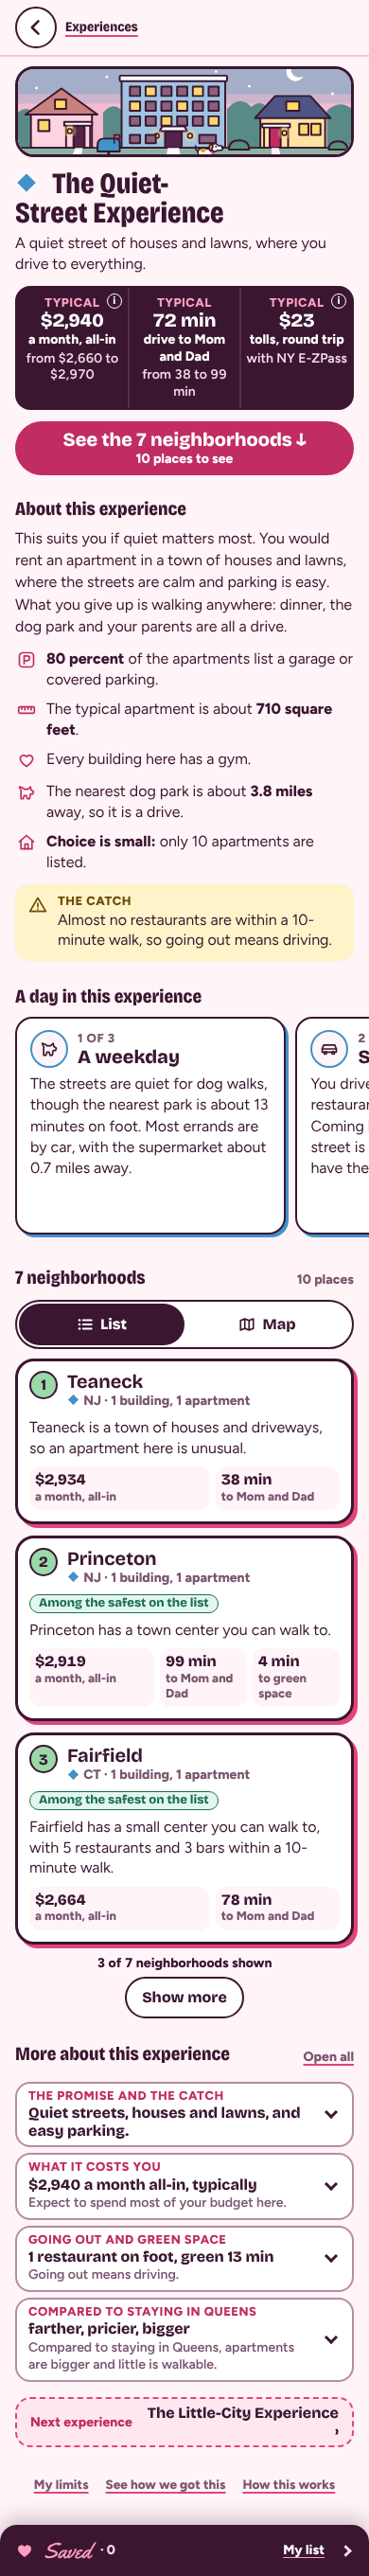 Experiences
The Quiet-
Street Experience
A quiet street of houses and lawns, where you
drive to everything.
TYPICAL
$2,940
a month, all-in
from $2,660 to
$2,970
TYPICAL
72 min
drive to Mom
and Dad
from 38 to 99
min
TYPICAL
$23
tolls, round trip
with NY E-ZPass
See the 7 neighborhoods ↓
10 places to see
About this experience
This suits you if quiet matters most. You would
rent an apartment in a town of houses and lawns,
where the streets are calm and parking is easy.
What you give up is walking anywhere: dinner, the
dog park and your parents are all a drive.
80 percent of the apartments list a garage or
covered parking.
The typical apartment is about 710 square
feet.
Every building here has a gym.
The nearest dog park is about 3.8 miles
away, so it is a drive.
Choice is small: only 10 apartments are
listed.
THE CATCH
Almost no restaurants are within a 10-
minute walk, so going out means driving.
A day in this experience
1 OF 3
A weekday
The streets are quiet for dog walks,
though the nearest park is about 13
minutes on foot. Most errands are
by car, with the supermarket about
0.7 miles away.
2
S
You drive
restauran
Coming
street is
have the
7 neighborhoods
10 places
List
Map
1
Teaneck
NJ · 1 building, 1 apartment
Teaneck is a town of houses and driveways,
so an apartment here is unusual.
$2,934
a month, all-in
38 min
to Mom and Dad
2
Princeton
NJ · 1 building, 1 apartment
Among the safest on the list
Princeton has a town center you can walk to.
$2,919
a month, all-in
99 min
to Mom and
Dad
4 min
to green
space
3
Fairfield
CT · 1 building, 1 apartment
Among the safest on the list
Fairfield has a small center you can walk to,
with 5 restaurants and 3 bars within a 10-
minute walk.
$2,664
a month, all-in
78 min
to Mom and Dad
3 of 7 neighborhoods shown
Show more
More about this experience
Open all
THE PROMISE AND THE CATCH
Quiet streets, houses and lawns, and
easy parking.
WHAT IT COSTS YOU
$2,940 a month all-in, typically
Expect to spend most of your budget here.
GOING OUT AND GREEN SPACE
1 restaurant on foot, green 13 min
Going out means driving.
COMPARED TO STAYING IN QUEENS
farther, pricier, bigger
Compared to staying in Queens, apartments
are bigger and little is walkable.
Next experience
The Little-City Experience
›
My limits
See how we got this
How this works
Saved · 0
My list